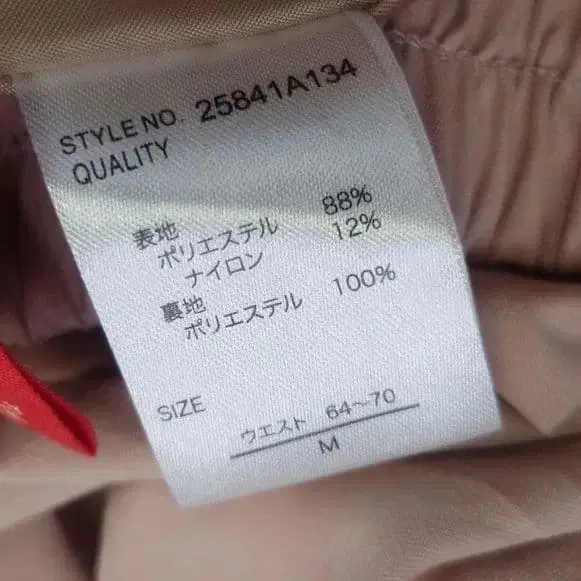 STYLE NO. 25841A134
QUALITY
表地
ポリエステル 88%
ナイロン 12%
裏地
ポリエステル 100%
SIZE
ウエスト 64～70
M